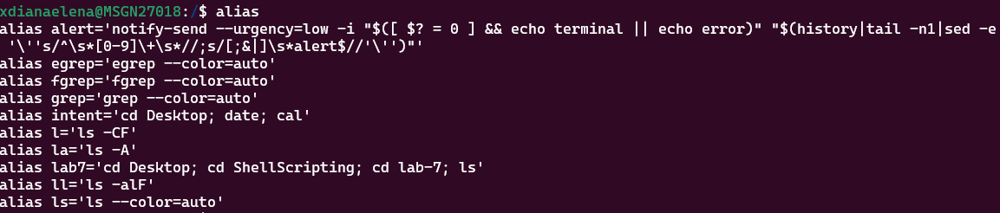 xdianaelena@MSGN27018:/$ alias
alias alert='notify-send --urgency=low -i "$([ $? = 0 ] && echo terminal || echo error)" "$(history|tail -n1|sed -e
 '\''s/^\s*[0-9]\+\s*//;s/[;&|]\s*alert$//'\'')"'
alias egrep='egrep --color=auto'
alias fgrep='fgrep --color=auto'
alias grep='grep --color=auto'
alias intent='cd Desktop; date; cal'
alias l='ls -CF'
alias la='ls -A'
alias lab7='cd Desktop; cd ShellScripting; cd lab-7; ls'
alias ll='ls -alF'
alias ls='ls --color=auto'